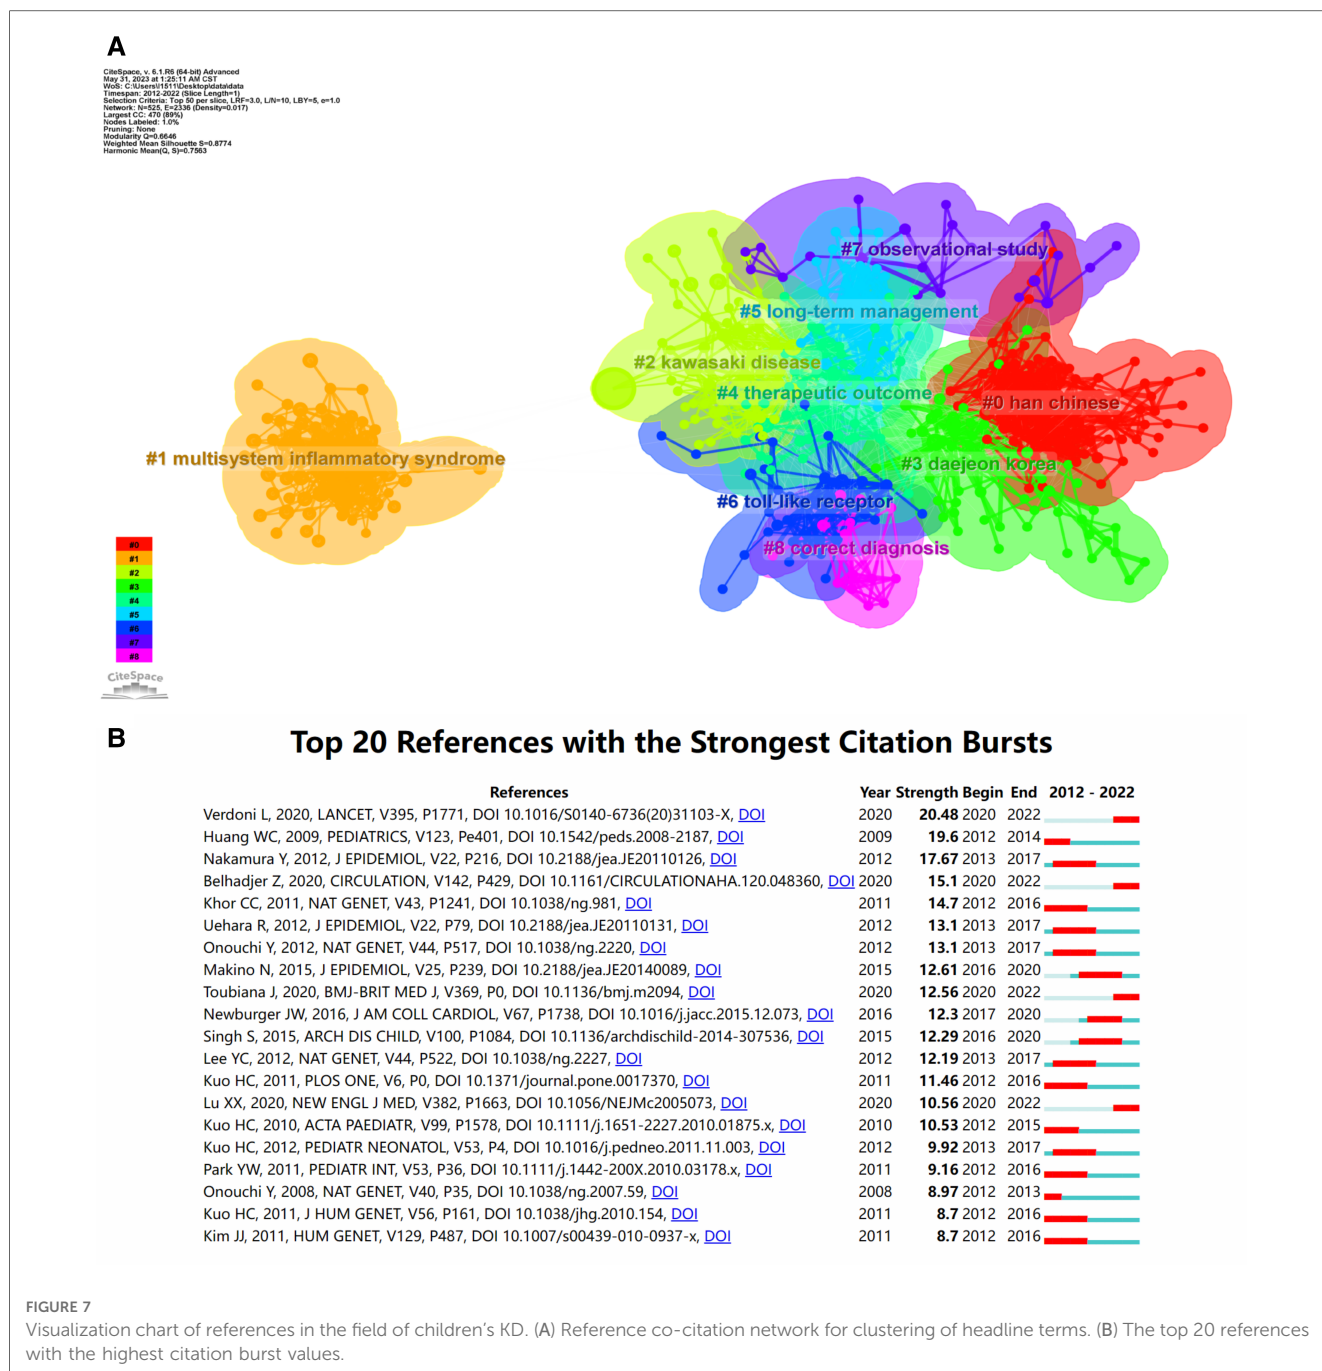 A
CiteSpace, v. 6.1.R6 (64-bit) Advanced
May 31, 2023 at 1:25:11 AM CST
WoS: C:\Users\l1511\Desktop\data\data
Timespan: 2012-2022 (Slice Length=1)
Selection Criteria: Top 50 per slice, LRF=3.0, L/N=10, LBY=5, e=1.0
Network: N=525, E=2336 (Density=0.017)
Largest CC: 470 (89%)
Nodes Labeled: 1.0%
Pruning: None
Modularity Q=0.6646
Weighted Mean Silhouette S=0.8774
Harmonic Mean(Q, S)=0.7563
#7 observational study
#5 long-term management
#2 kawasaki disease
#4 therapeutic outcome
#0 han chinese
#1 multisystem inflammatory syndrome
#3 daejeon korea
#6 toll-like receptor
#8 correct diagnosis
#0
#1
#2
#3
#4
#5
#6
#7
#8
CiteSpace
B
Top 20 References with the Strongest Citation Bursts
References Year Strength Begin End 2012 - 2022
Verdoni L, 2020, LANCET, V395, P1771, DOI 10.1016/S0140-6736(20)31103-X, DOI 2020 20.48 2020 2022
Huang WC, 2009, PEDIATRICS, V123, Pe401, DOI 10.1542/peds.2008-2187, DOI 2009 19.6 2012 2014
Nakamura Y, 2012, J EPIDEMIOL, V22, P216, DOI 10.2188/jea.JE20110126, DOI 2012 17.67 2013 2017
Belhadjer Z, 2020, CIRCULATION, V142, P429, DOI 10.1161/CIRCULATIONAHA.120.048360, DOI 2020 15.1 2020 2022
Khor CC, 2011, NAT GENET, V43, P1241, DOI 10.1038/ng.981, DOI 2011 14.7 2012 2016
Uehara R, 2012, J EPIDEMIOL, V22, P79, DOI 10.2188/jea.JE20110131, DOI 2012 13.1 2013 2017
Onouchi Y, 2012, NAT GENET, V44, P517, DOI 10.1038/ng.2220, DOI 2012 13.1 2013 2017
Makino N, 2015, J EPIDEMIOL, V25, P239, DOI 10.2188/jea.JE20140089, DOI 2015 12.61 2016 2020
Toubiana J, 2020, BMJ-BRIT MED J, V369, P0, DOI 10.1136/bmj.m2094, DOI 2020 12.56 2020 2022
Newburger JW, 2016, J AM COLL CARDIOL, V67, P1738, DOI 10.1016/j.jacc.2015.12.073, DOI 2016 12.3 2017 2020
Singh S, 2015, ARCH DIS CHILD, V100, P1084, DOI 10.1136/archdischild-2014-307536, DOI 2015 12.29 2016 2020
Lee YC, 2012, NAT GENET, V44, P522, DOI 10.1038/ng.2227, DOI 2012 12.19 2013 2017
Kuo HC, 2011, PLOS ONE, V6, P0, DOI 10.1371/journal.pone.0017370, DOI 2011 11.46 2012 2016
Lu XX, 2020, NEW ENGL J MED, V382, P1663, DOI 10.1056/NEJMc2005073, DOI 2020 10.56 2020 2022
Kuo HC, 2010, ACTA PAEDIATR, V99, P1578, DOI 10.1111/j.1651-2227.2010.01875.x, DOI 2010 10.53 2012 2015
Kuo HC, 2012, PEDIATR NEONATOL, V53, P4, DOI 10.1016/j.pedneo.2011.11.003, DOI 2012 9.92 2013 2017
Park YW, 2011, PEDIATR INT, V53, P36, DOI 10.1111/j.1442-200X.2010.03178.x, DOI 2011 9.16 2012 2016
Onouchi Y, 2008, NAT GENET, V40, P35, DOI 10.1038/ng.2007.59, DOI 2008 8.97 2012 2013
Kuo HC, 2011, J HUM GENET, V56, P161, DOI 10.1038/jhg.2010.154, DOI 2011 8.7 2012 2016
Kim JJ, 2011, HUM GENET, V129, P487, DOI 10.1007/s00439-010-0937-x, DOI 2011 8.7 2012 2016
FIGURE 7
Visualization chart of references in the field of children's KD. (A) Reference co-citation network for clustering of headline terms. (B) The top 20 references
with the highest citation burst values.